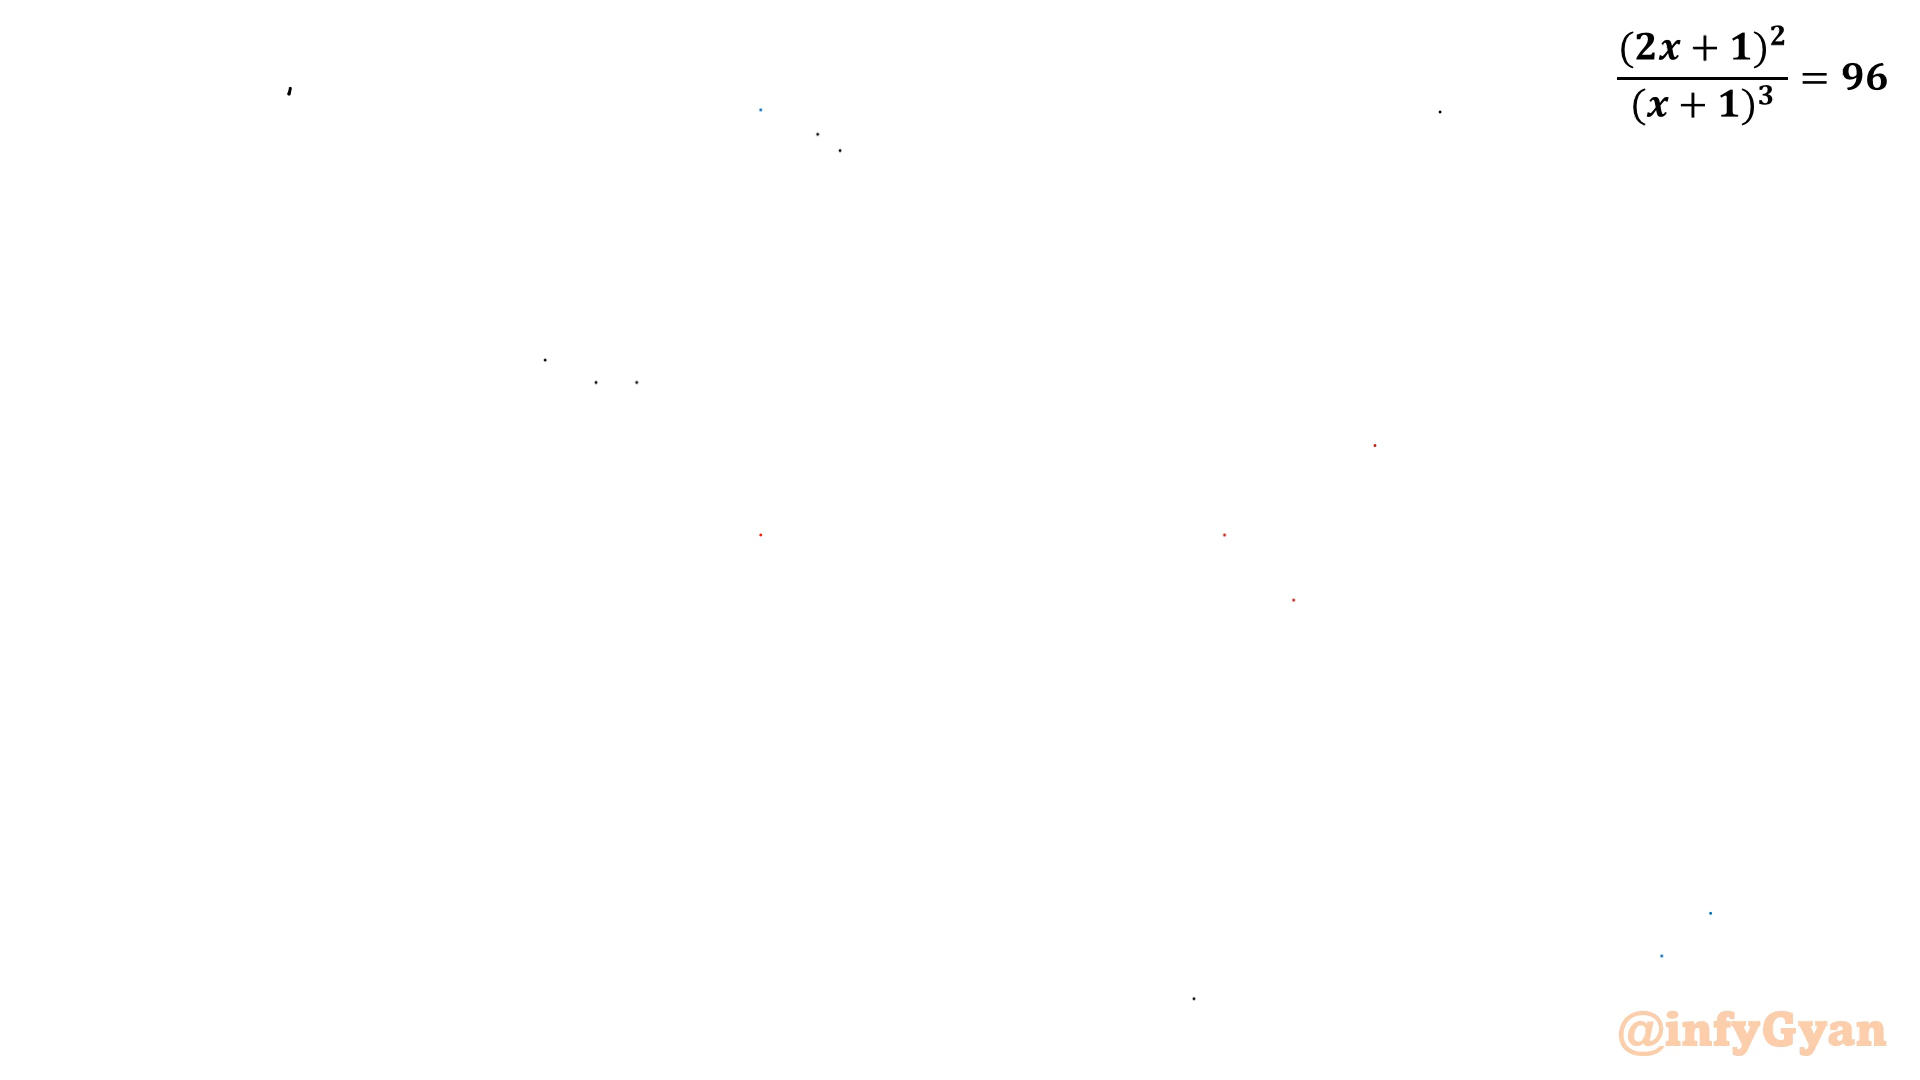 (2x + 1)² / (x + 1)³ = 96
@infyGyan